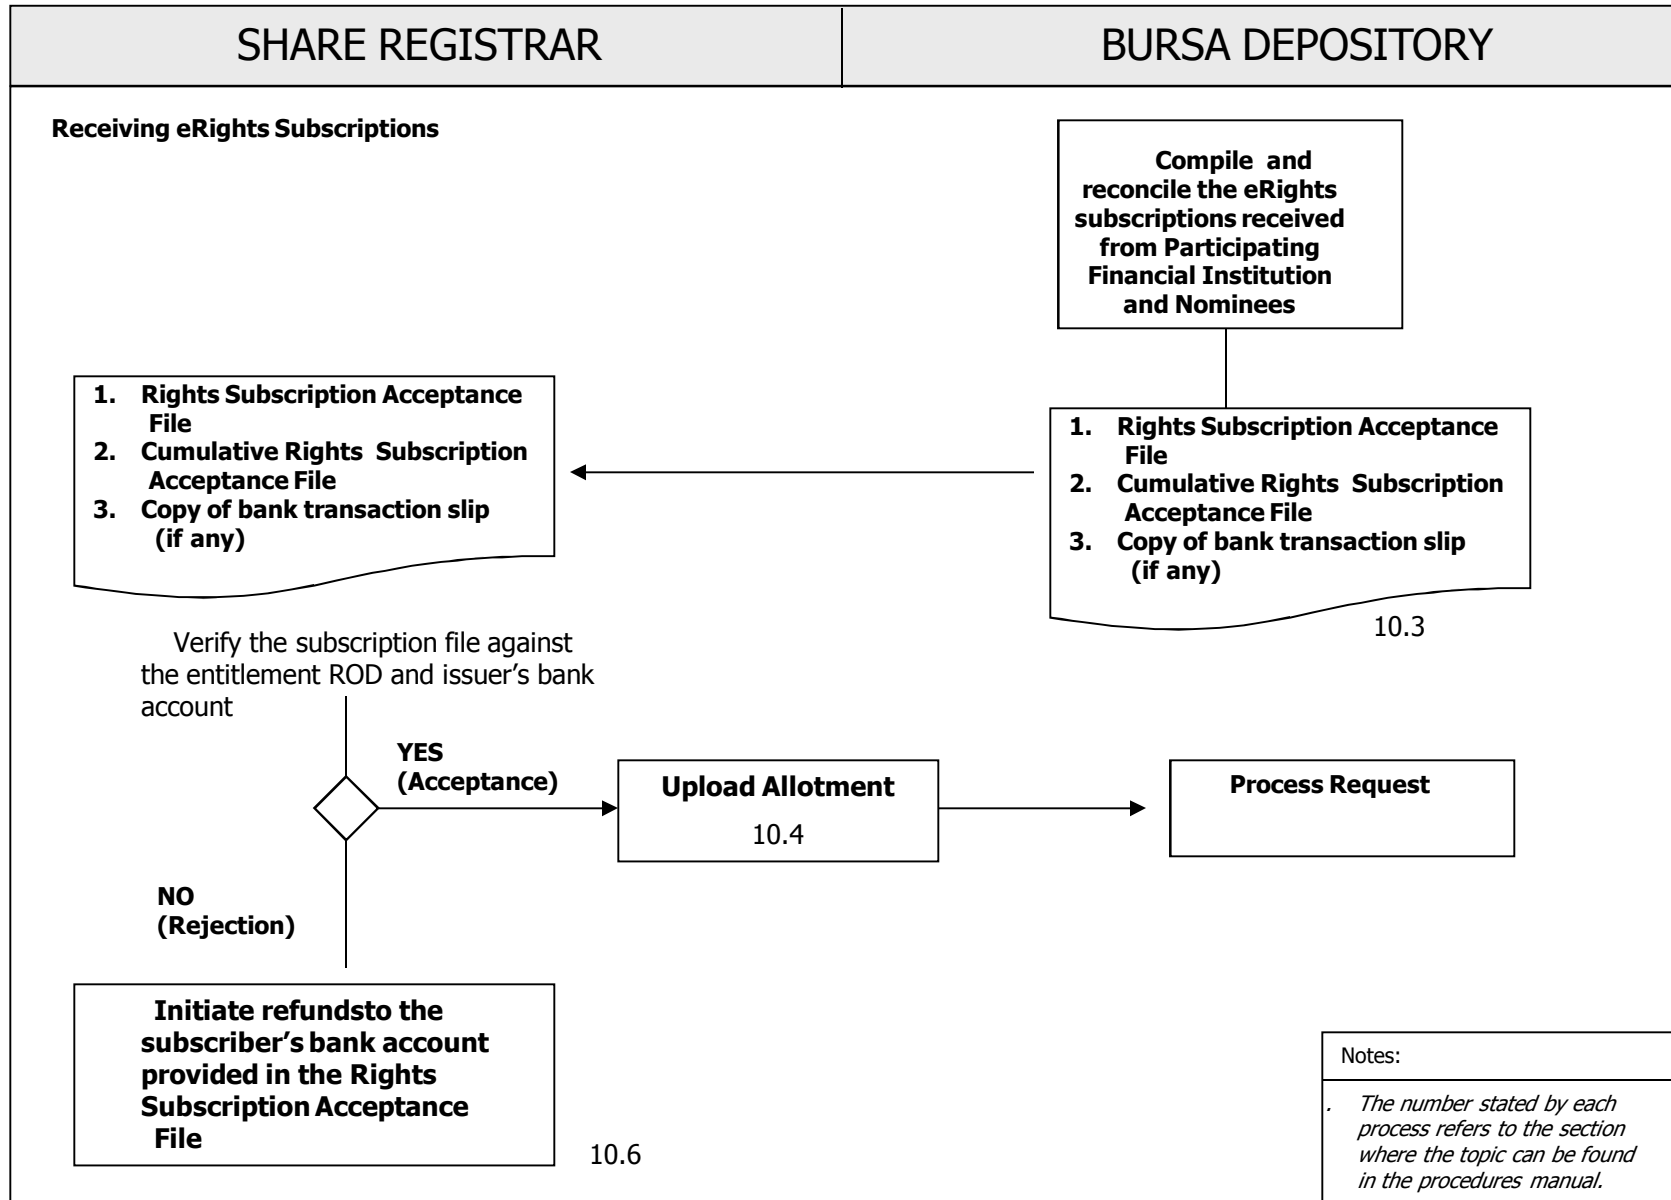 SHARE REGISTRAR
BURSA DEPOSITORY
Receiving eRights Subscriptions
Compile and
reconcile the eRights
subscriptions received
from Participating
Financial Institution
and Nominees
1. Rights Subscription Acceptance
File
2. Cumulative Rights Subscription
Acceptance File
3. Copy of bank transaction slip
(if any)
1. Rights Subscription Acceptance
File
2. Cumulative Rights Subscription
Acceptance File
3. Copy of bank transaction slip
(if any)
10.3
Verify the subscription file against
the entitlement ROD and issuer’s bank
account
YES
(Acceptance)
Upload Allotment
10.4
Process Request
NO
(Rejection)
Initiate refundsto the
subscriber’s bank account
provided in the Rights
Subscription Acceptance
File
10.6
Notes:
. The number stated by each
process refers to the section
where the topic can be found
in the procedures manual.